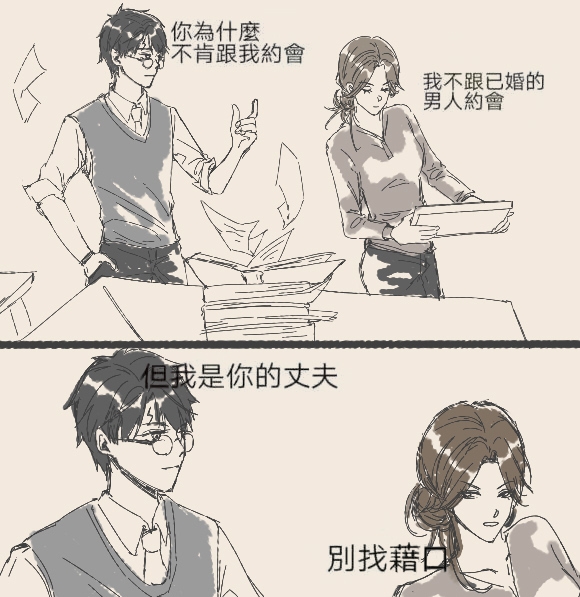 你為什麼
不肯跟我約會
我不跟已婚的
男人約會
但我是你的丈夫
別找藉口